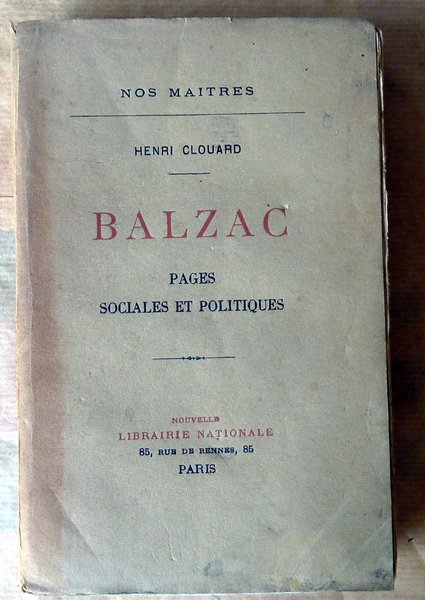 NOS MAITRES
HENRI CLOUARD
BALZAC
PAGES
SOCIALES ET POLITIQUES
NOUVELLE
LIBRAIRIE NATIONALE
85, RUE DE RENNES, 85
PARIS